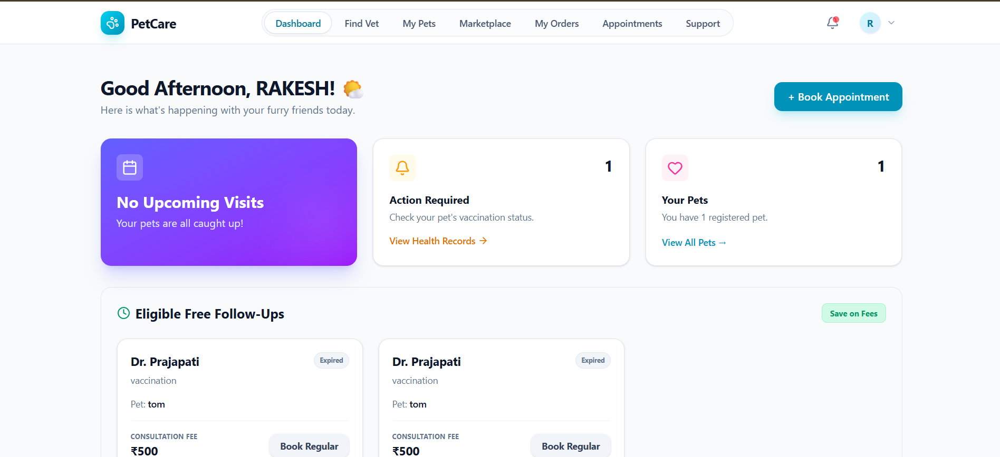 PetCare
Dashboard
Find Vet
My Pets
Marketplace
My Orders
Appointments
Support
R
Good Afternoon, RAKESH!
Here is what's happening with your furry friends today.
+ Book Appointment
No Upcoming Visits
Your pets are all caught up!
1
Action Required
Check your pet's vaccination status.
View Health Records →
1
Your Pets
You have 1 registered pet.
View All Pets →
Eligible Free Follow-Ups
Save on Fees
Dr. Prajapati
Expired
vaccination
Pet: tom
CONSULTATION FEE
₹500
Book Regular
Dr. Prajapati
Expired
vaccination
Pet: tom
CONSULTATION FEE
₹500
Book Regular